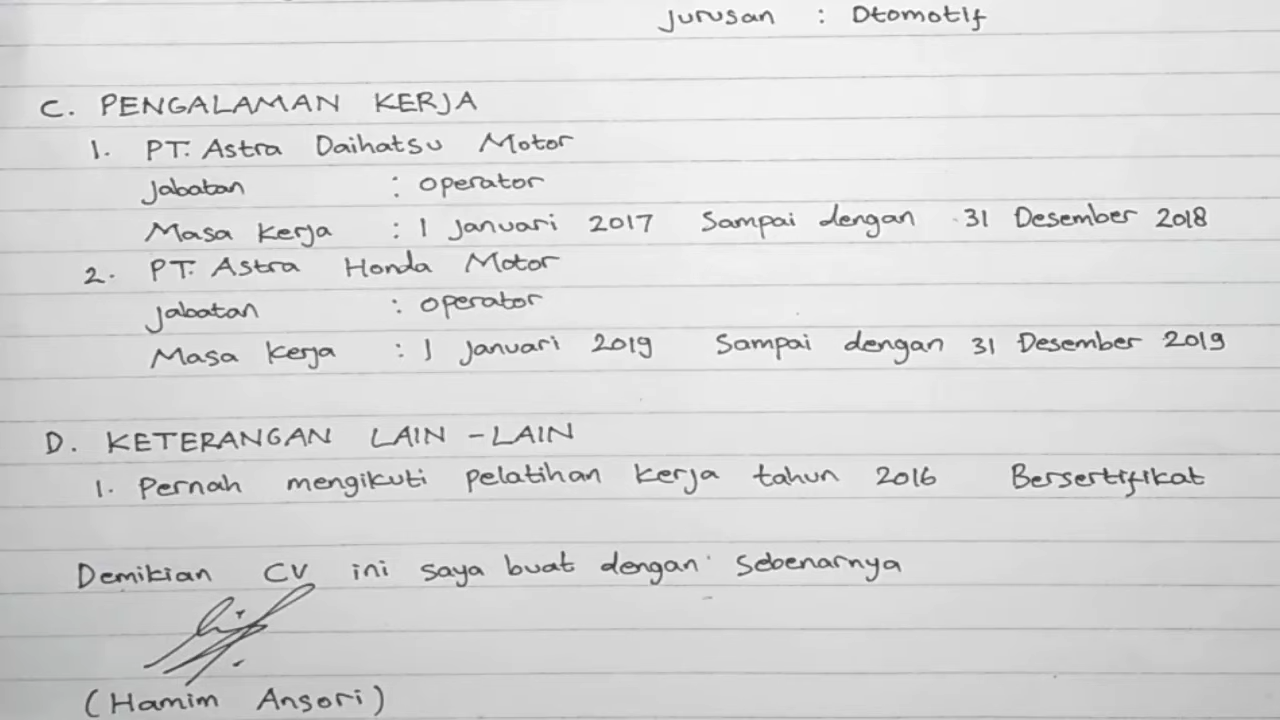 Jurusan : Otomotif
C. PENGALAMAN KERJA
1. PT. Astra Daihatsu Motor
Jabatan : operator
Masa Kerja : 1 Januari 2017 Sampai dengan 31 Desember 2018
2. PT. Astra Honda Motor
Jabatan : operator
Masa Kerja : 1 Januari 2019 Sampai dengan 31 Desember 2019
D. KETERANGAN LAIN - LAIN
1. Pernah mengikuti pelatihan kerja tahun 2016 Bersertifikat
Demikian CV ini saya buat dengan sebenarnya
(Hamim Ansori)